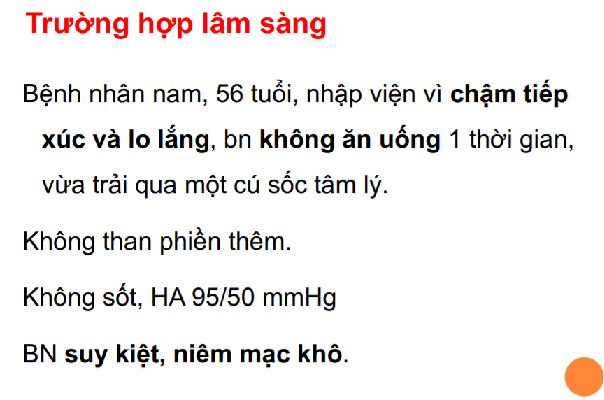 Trường hợp lâm sàng
Bệnh nhân nam, 56 tuổi, nhập viện vì chậm tiếp
xúc và lo lắng, bn không ăn uống 1 thời gian,
vừa trải qua một cú sốc tâm lý.
Không than phiền thêm.
Không sốt, HA 95/50 mmHg
BN suy kiệt, niêm mạc khô.